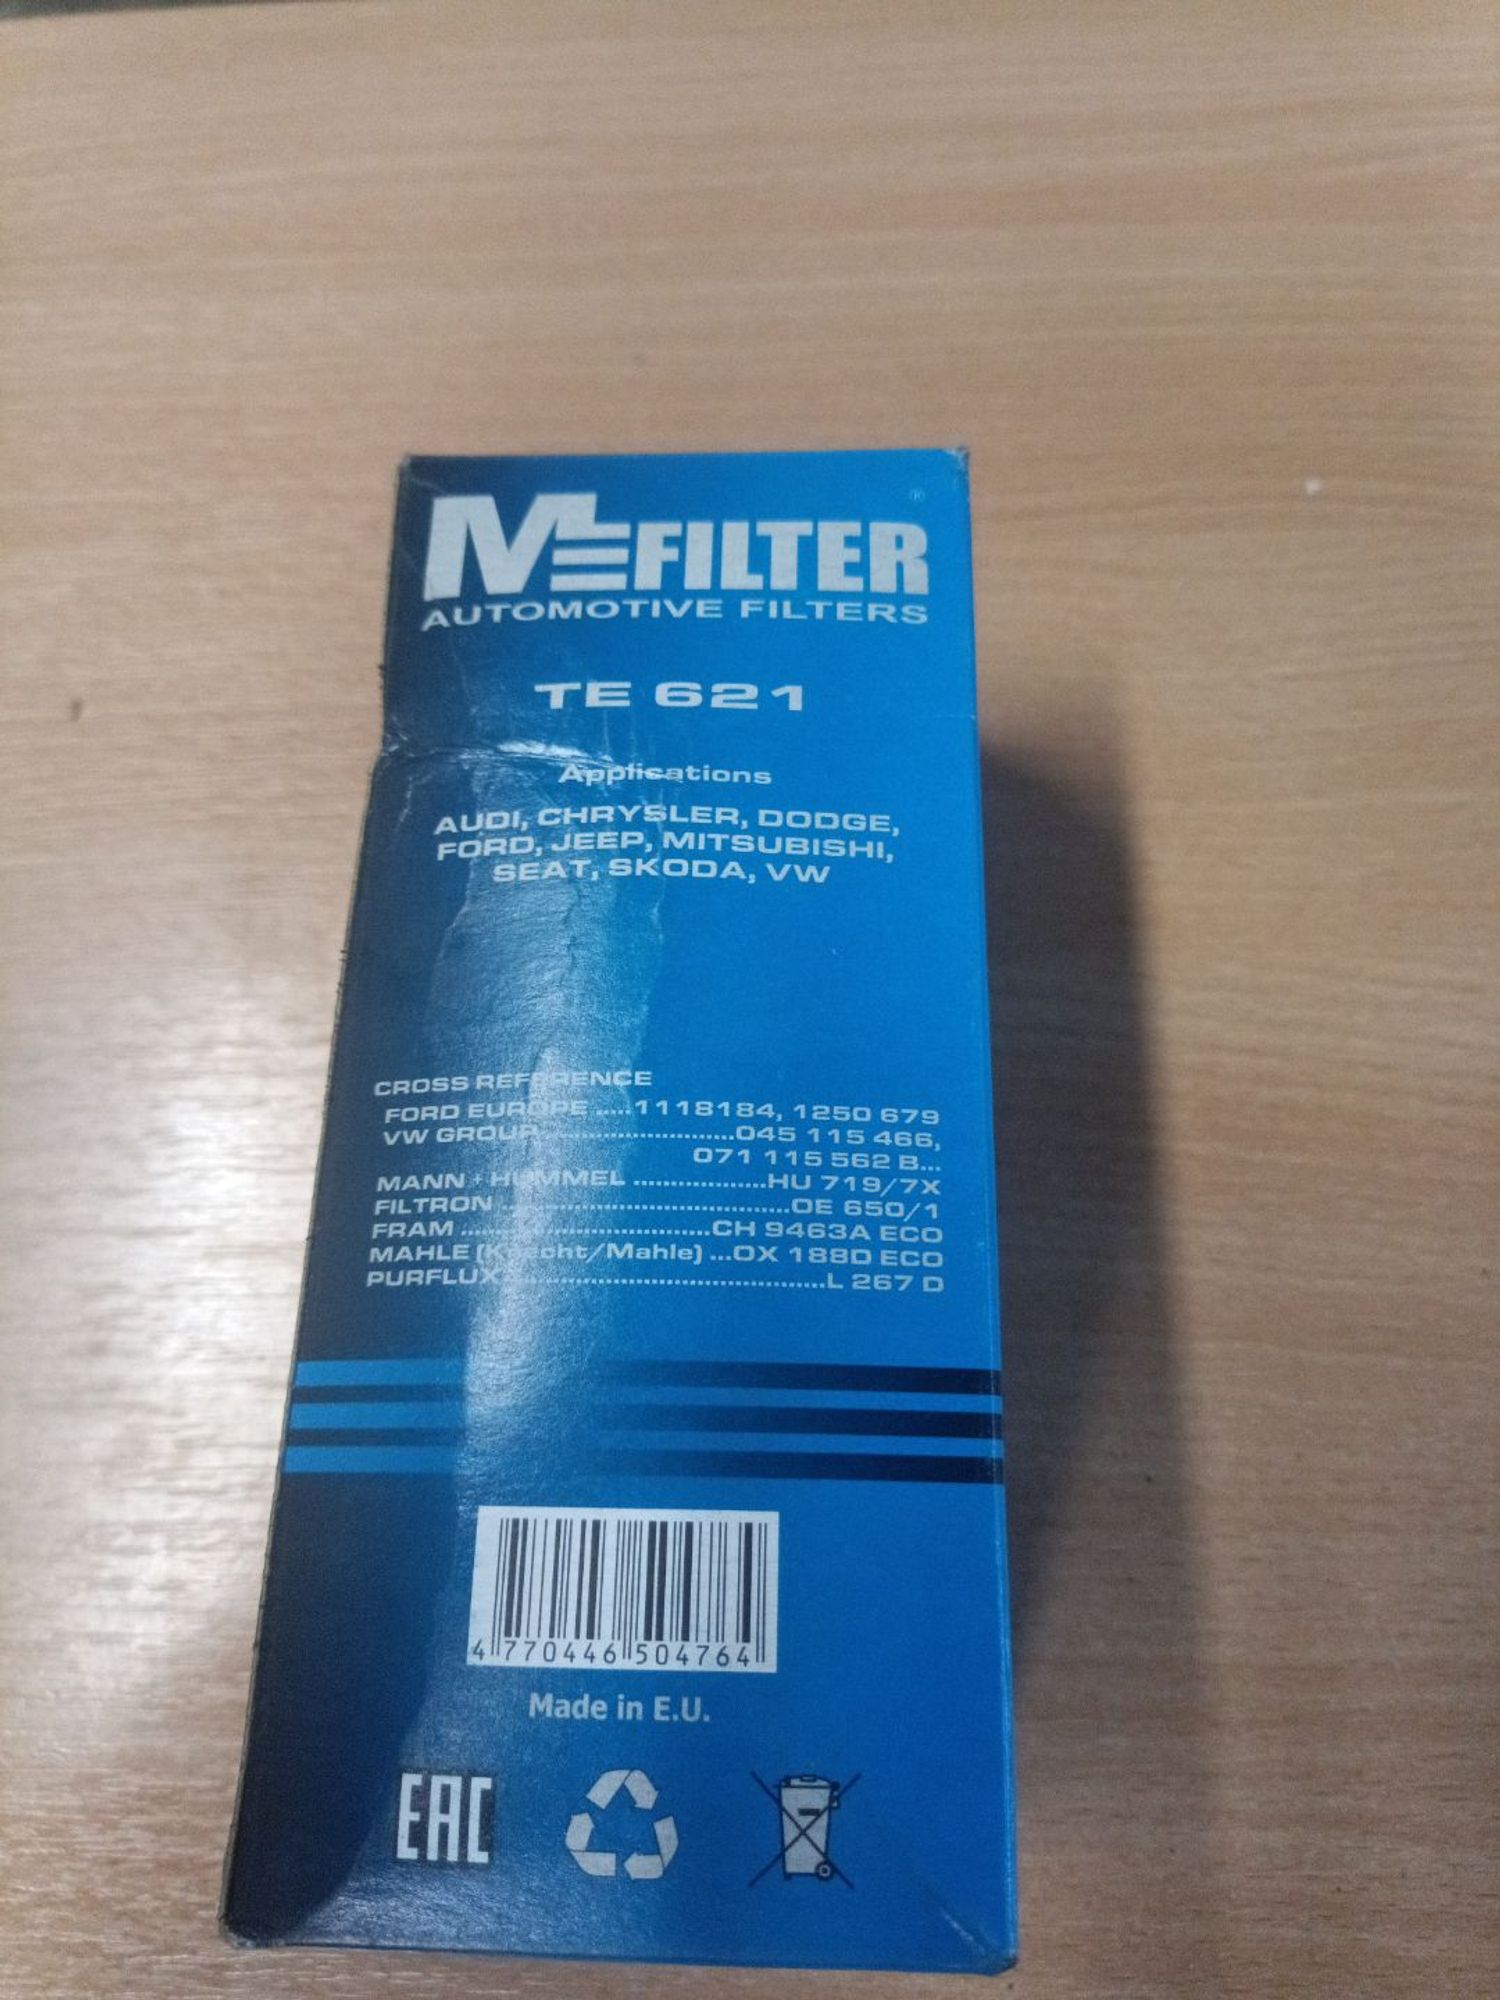 MFILTER ®
AUTOMOTIVE FILTERS
TE 621
Applications
AUDI, CHRYSLER, DODGE,
FORD, JEEP, MITSUBISHI,
SEAT, SKODA, VW
CROSS REFERENCE
FORD EUROPE .....1118184, 1250 679
VW GROUP............................045 115 466,
071 115 562 B...
MANN + HUMMEL ..................HU 719/7X
FILTRON .......................................OE 650/1
FRAM ..................................CH 9463A ECO
MAHLE (Knecht/Mahle) ...OX 188D ECO
PURFLUX ..........................................L 267 D
4 770446 504764
Made in E.U.
EAC